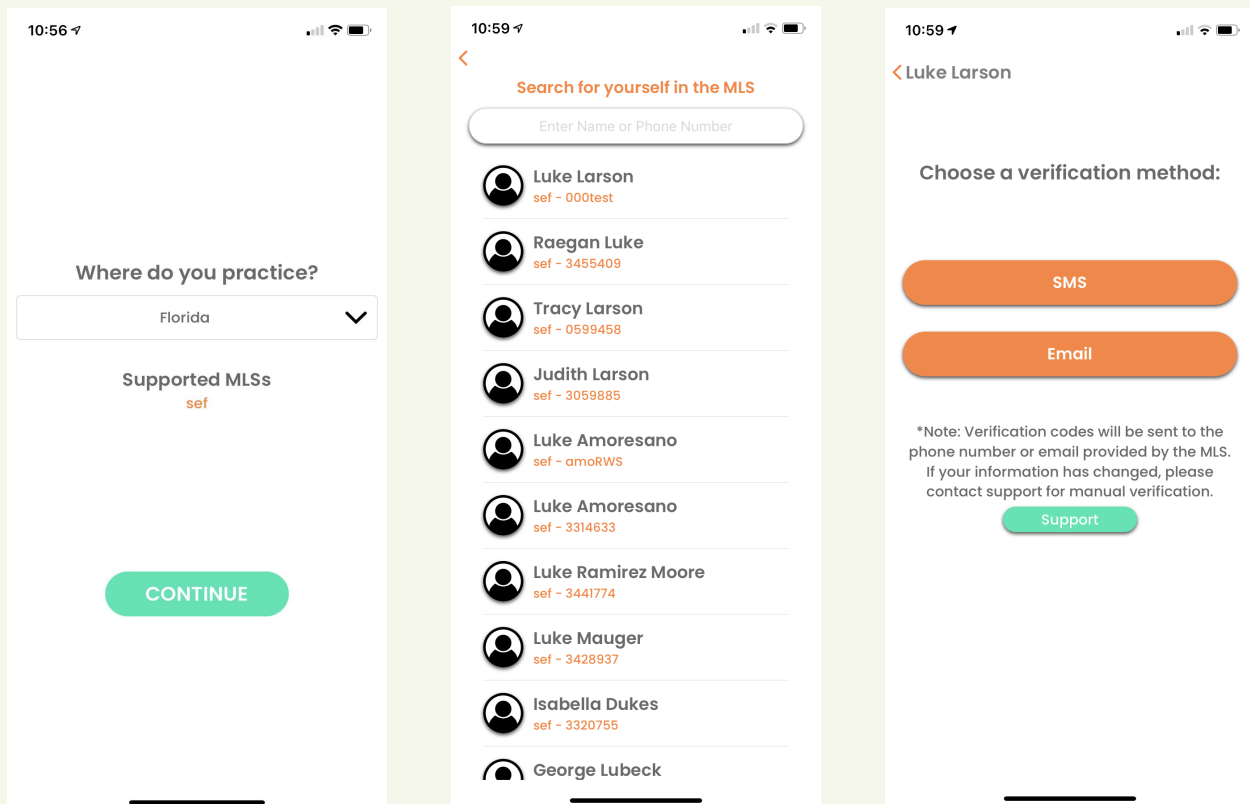 10:56
Where do you practice?
Florida
Supported MLSs
sef
CONTINUE
10:59
Search for yourself in the MLS
Enter Name or Phone Number
Luke Larson
sef - 000test
Raegan Luke
sef - 3455409
Tracy Larson
sef - 0599458
Judith Larson
sef - 3059885
Luke Amoresano
sef - amoRWS
Luke Amoresano
sef - 3314633
Luke Ramirez Moore
sef - 3441774
Luke Mauger
sef - 3428937
Isabella Dukes
sef - 3320755
George Lubeck
10:59
Luke Larson
Choose a verification method:
SMS
Email
*Note: Verification codes will be sent to the
phone number or email provided by the MLS.
If your information has changed, please
contact support for manual verification.
Support